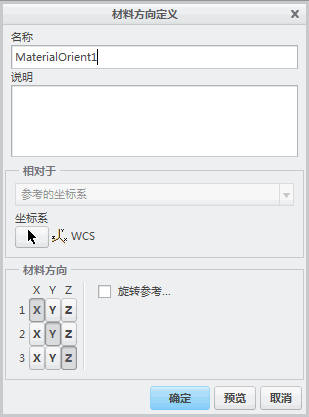 材料方向定义
名称
MaterialOrient1
说明
相对于
参考的坐标系
坐标系
WCS
材料方向
X Y Z
旋转参考...
1 X Y Z
2 X Y Z
3 X Y Z
确定 预览 取消